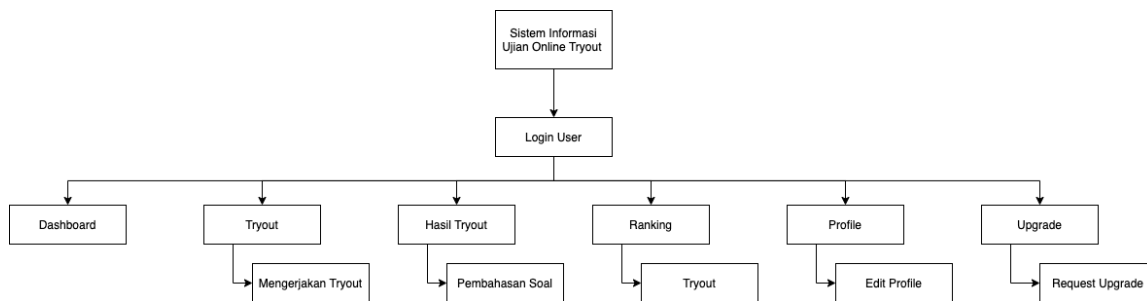 Sistem Informasi
Ujian Online Tryout
Login User
Dashboard
Tryout
Hasil Tryout
Ranking
Profile
Upgrade
Mengerjakan Tryout
Pembahasan Soal
Tryout
Edit Profile
Request Upgrade